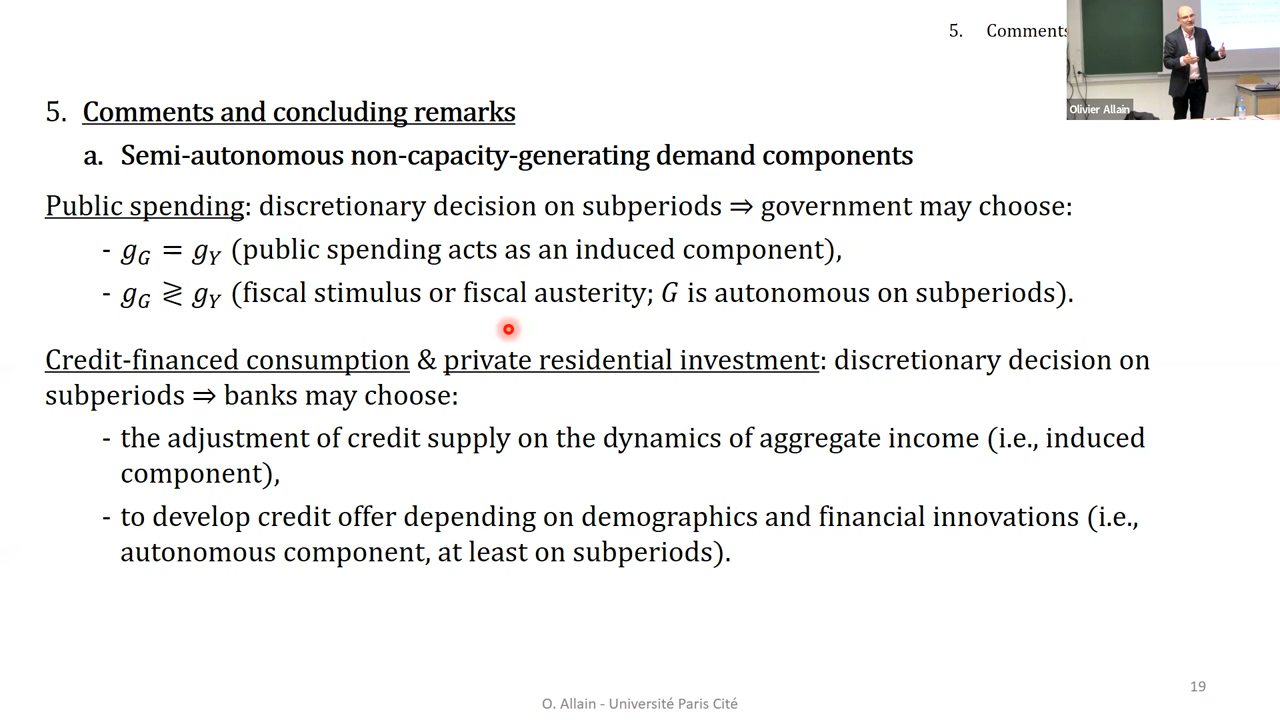 5. Comments
Olivier Allain
5. Comments and concluding remarks
a. Semi-autonomous non-capacity-generating demand components
Public spending: discretionary decision on subperiods ⇒ government may choose:
- g_G = g_Y (public spending acts as an induced component),
- g_G ≷ g_Y (fiscal stimulus or fiscal austerity; G is autonomous on subperiods).
Credit-financed consumption & private residential investment: discretionary decision on
subperiods ⇒ banks may choose:
- the adjustment of credit supply on the dynamics of aggregate income (i.e., induced
component),
- to develop credit offer depending on demographics and financial innovations (i.e.,
autonomous component, at least on subperiods).
19
O. Allain - Université Paris Cité